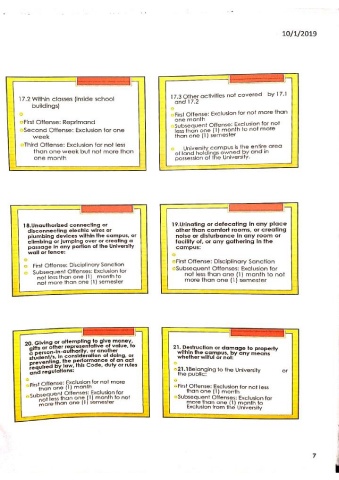 10/1/2019
17.2 Within classes (inside school
buildings)
First Offense: Reprimand
Second Offense: Exclusion for one
week
Third Offense: Exclusion for not less
than one week but not more than
one month
17.3 Other activities not covered by 17.1
and 17.2
First Offense: Exclusion for not more than
one month
Subsequent Offense: Exclusion for not
less than one (1) month to not more
than one (1) semester
University campus is the entire area
of land holdings owned by and in
possession of the University.
18.Unauthorized connecting or
disconnecting electric wires or
plumbing devices within the campus, or
climbing or jumping over or creating a
passage in any portion of the University
wall or fence:
First Offense: Disciplinary Sanction
Subsequent Offenses: Exclusion for
not less than one (1) month to
not more than one (1) semester
19.Urinating or defecating in any place
other than comfort rooms, or creating
noise or disturbance in any room or
facility of, or any gathering in the
campus:
First Offense: Disciplinary Sanction
Subsequent Offenses: Exclusion for
not less than one (1) month to not
more than one (1) semester
20. Giving or attempting to give money,
gifts or other representative of value, to
a person-in-authority, or another
student/s, in consideration of doing, or
preventing, the performance of an act
required by law, this Code, duty or rules
and regulations:
First Offense: Exclusion for not more
than one (1) month
Subsequent Offenses: Exclusion for
not less than one (1) month to not
more than one (1) semester
21. Destruction or damage to property
within the campus, by any means
whether wilful or not:
21.1Belonging to the University or
the public:
First Offense: Exclusion for not less
than one (1) month
Subsequent Offenses: Exclusion for
more than one (1) month to
Exclusion from the University
7